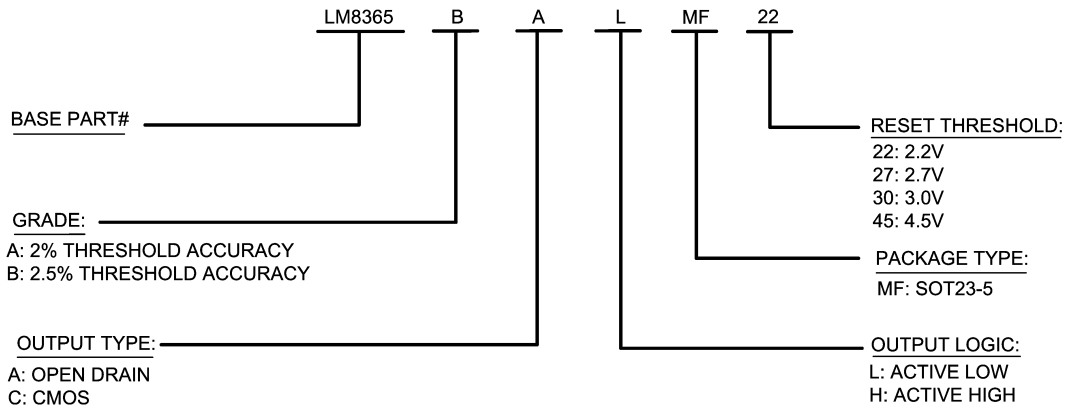 LM8365 B A L MF 22
BASE PART#
RESET THRESHOLD:
22: 2.2V
27: 2.7V
30: 3.0V
45: 4.5V
GRADE:
A: 2% THRESHOLD ACCURACY
B: 2.5% THRESHOLD ACCURACY
PACKAGE TYPE:
MF: SOT23-5
OUTPUT TYPE:
A: OPEN DRAIN
C: CMOS
OUTPUT LOGIC:
L: ACTIVE LOW
H: ACTIVE HIGH